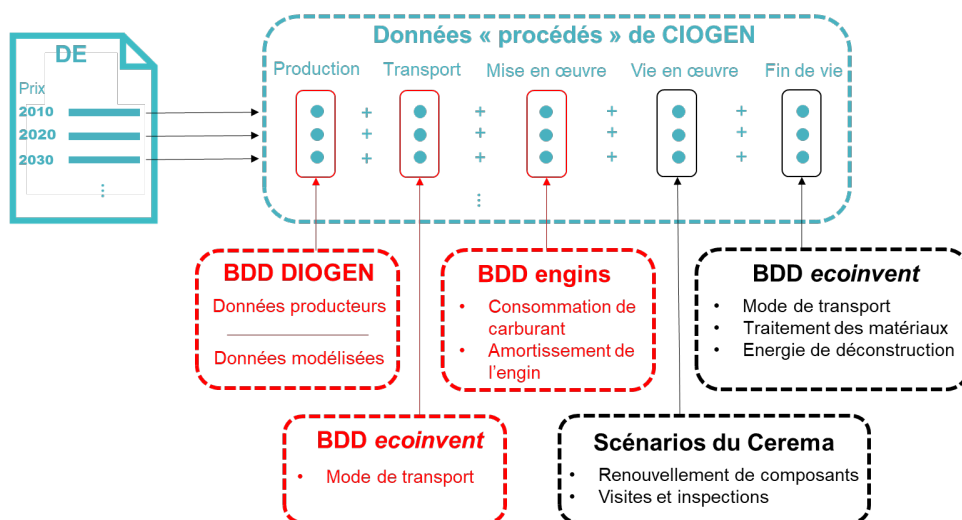 DE
Prix
2010
2020
2030
...
Données « procédés » de CIOGEN
Production Transport Mise en œuvre Vie en œuvre Fin de vie
+ + + +
+ + + +
+ + + +
...
BDD DIOGEN
Données producteurs
Données modélisées
BDD engins
• Consommation de
carburant
• Amortissement de
l'engin
BDD ecoinvent
• Mode de transport
• Traitement des matériaux
• Energie de déconstruction
BDD ecoinvent
• Mode de transport
Scénarios du Cerema
• Renouvellement de composants
• Visites et inspections